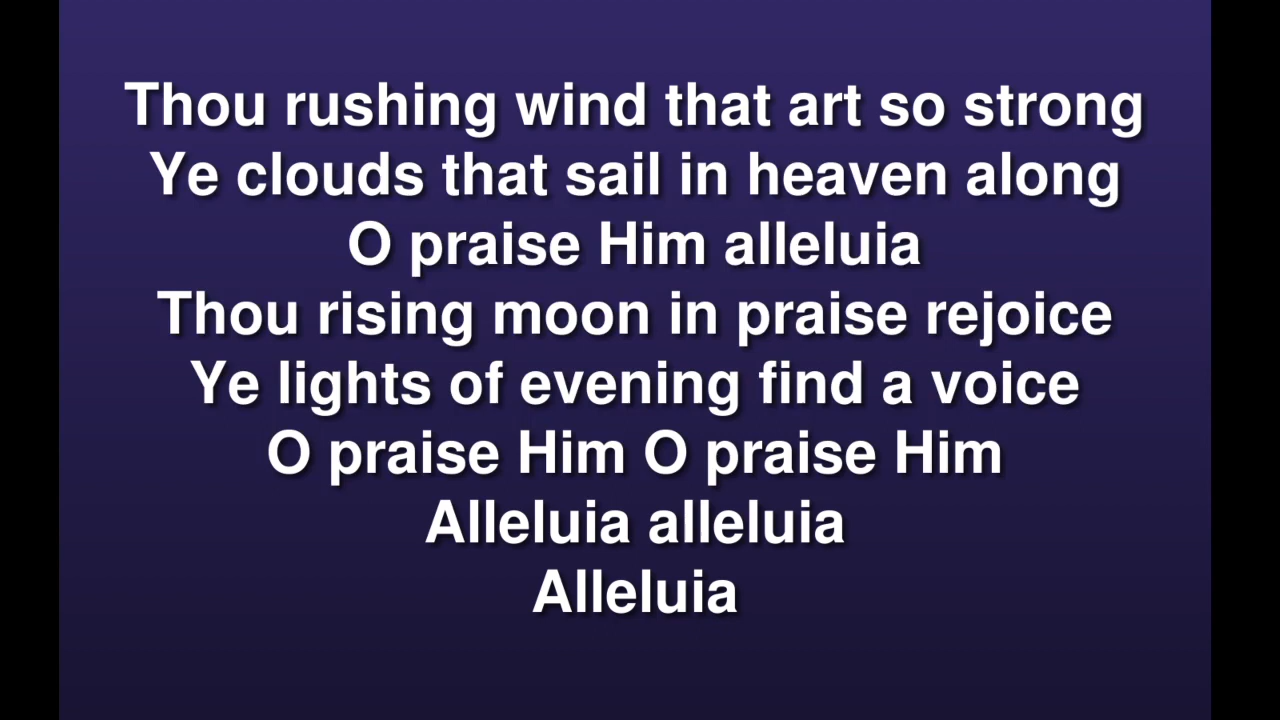 Thou rushing wind that art so strong
Ye clouds that sail in heaven along
O praise Him alleluia
Thou rising moon in praise rejoice
Ye lights of evening find a voice
O praise Him O praise Him
Alleluia alleluia
Alleluia